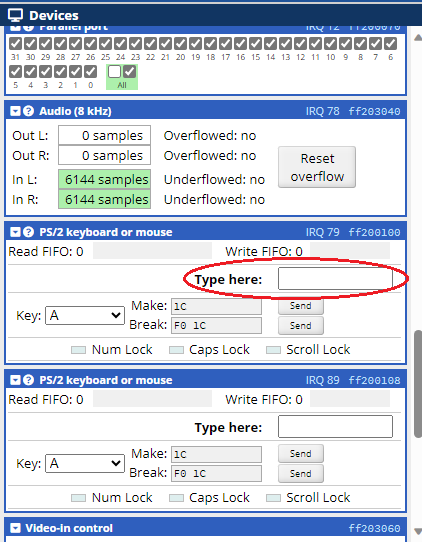 Devices
Parallel port IRQ 12 ff200070
31 30 29 28 27 26 25 24 23 22 21 20 19 18 17 16 15 14 13 12 11 10 9 8 7 6
5 4 3 2 1 0 All
Audio (8 kHz) IRQ 78 ff203040
Out L: 0 samples Overflowed: no
Out R: 0 samples Overflowed: no
In L: 6144 samples Underflowed: no
In R: 6144 samples Underflowed: no
Reset
overflow
PS/2 keyboard or mouse IRQ 79 ff200100
Read FIFO: 0 Write FIFO: 0
Type here:
Key: A
Make: 1C Send
Break: F0 1C Send
Num Lock Caps Lock Scroll Lock
PS/2 keyboard or mouse IRQ 89 ff200108
Read FIFO: 0 Write FIFO: 0
Type here:
Key: A
Make: 1C Send
Break: F0 1C Send
Num Lock Caps Lock Scroll Lock
Video-in control ff203060